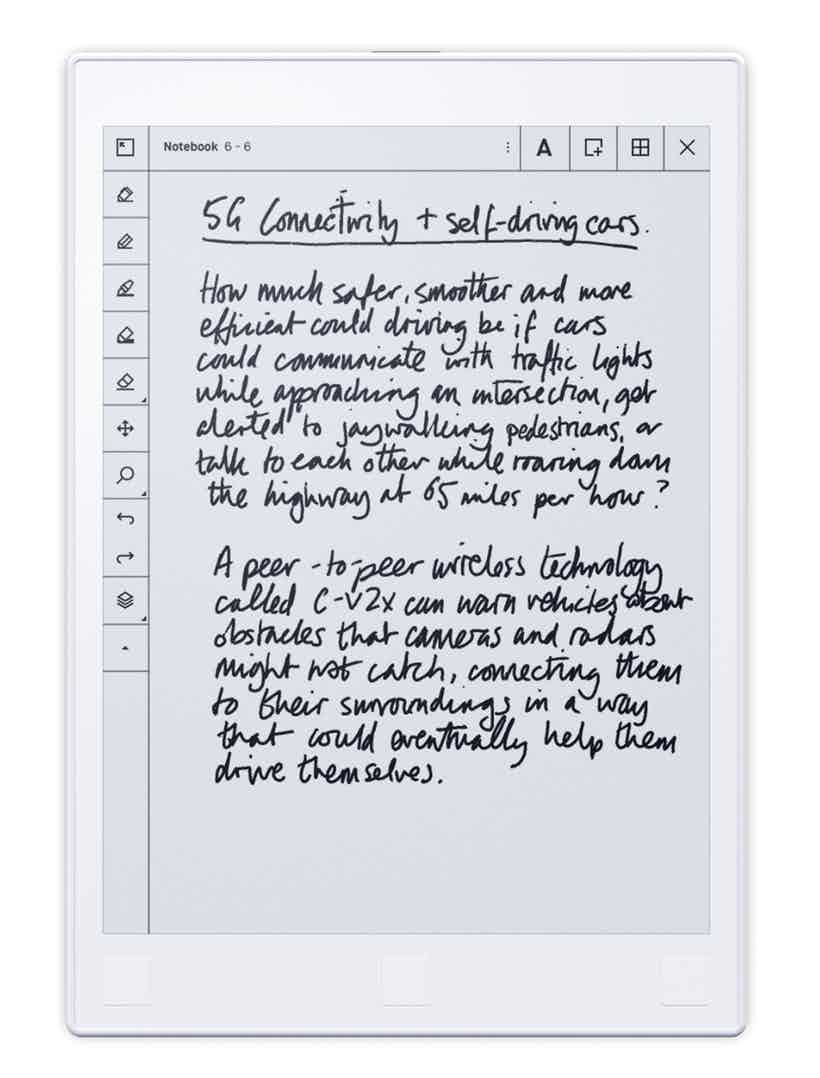 Notebook 6 - 6
A
5G Connectivity + self-driving cars.
How much safer, smoother and more
efficient could driving be if cars
could communicate with traffic lights
while approaching an intersection, get
alerted to jaywalking pedestrians, or
talk to each other while roaring down
the highway at 65 miles per hour?
A peer-to-peer wireless technology
called C-V2x can warn vehicles about
obstacles that cameras and radars
might not catch, connecting them
to their surroundings in a way
that could eventually help them
drive themselves.